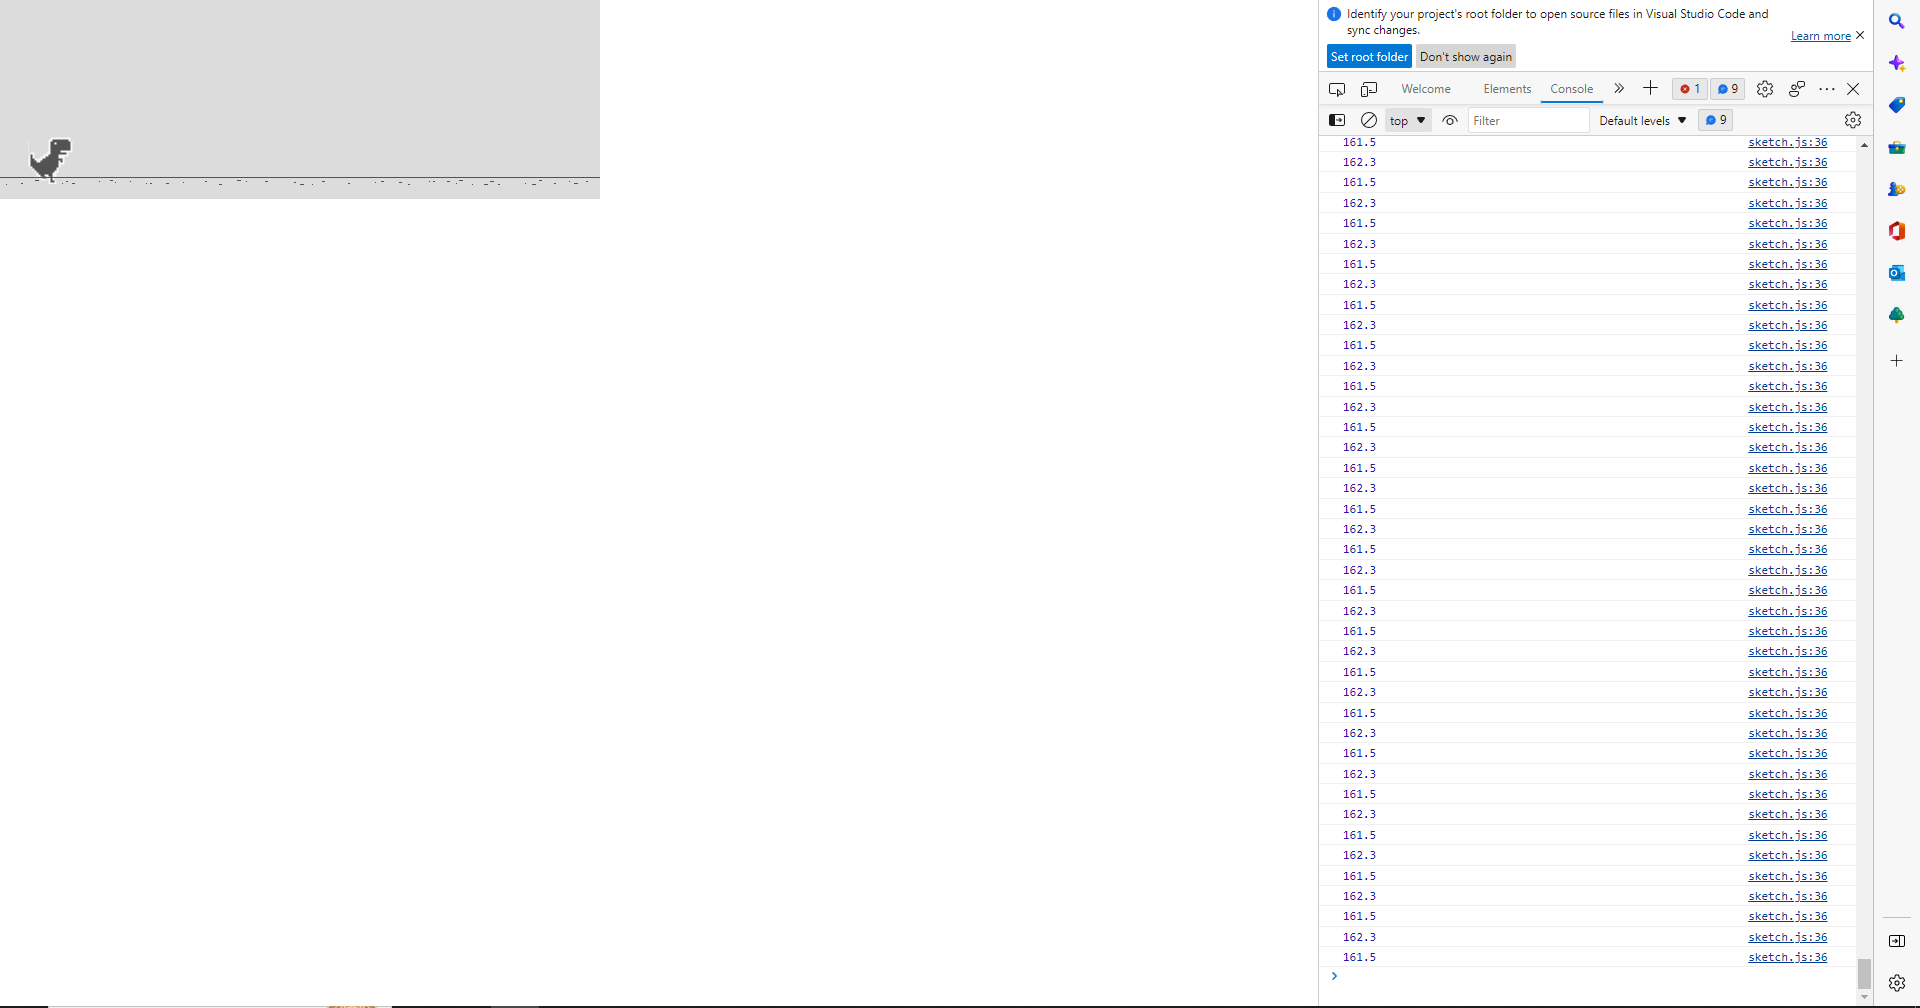 Identify your project's root folder to open source files in Visual Studio Code and
sync changes.
Learn more
Set root folder Don't show again
Welcome Elements Console 1 9
top Filter Default levels 9
161.5 sketch.js:36
162.3 sketch.js:36
161.5 sketch.js:36
162.3 sketch.js:36
161.5 sketch.js:36
162.3 sketch.js:36
161.5 sketch.js:36
162.3 sketch.js:36
161.5 sketch.js:36
162.3 sketch.js:36
161.5 sketch.js:36
162.3 sketch.js:36
161.5 sketch.js:36
162.3 sketch.js:36
161.5 sketch.js:36
162.3 sketch.js:36
161.5 sketch.js:36
162.3 sketch.js:36
161.5 sketch.js:36
162.3 sketch.js:36
161.5 sketch.js:36
162.3 sketch.js:36
161.5 sketch.js:36
162.3 sketch.js:36
161.5 sketch.js:36
162.3 sketch.js:36
161.5 sketch.js:36
162.3 sketch.js:36
161.5 sketch.js:36
162.3 sketch.js:36
161.5 sketch.js:36
162.3 sketch.js:36
161.5 sketch.js:36
162.3 sketch.js:36
161.5 sketch.js:36
162.3 sketch.js:36
161.5 sketch.js:36
162.3 sketch.js:36
161.5 sketch.js:36
162.3 sketch.js:36
161.5 sketch.js:36